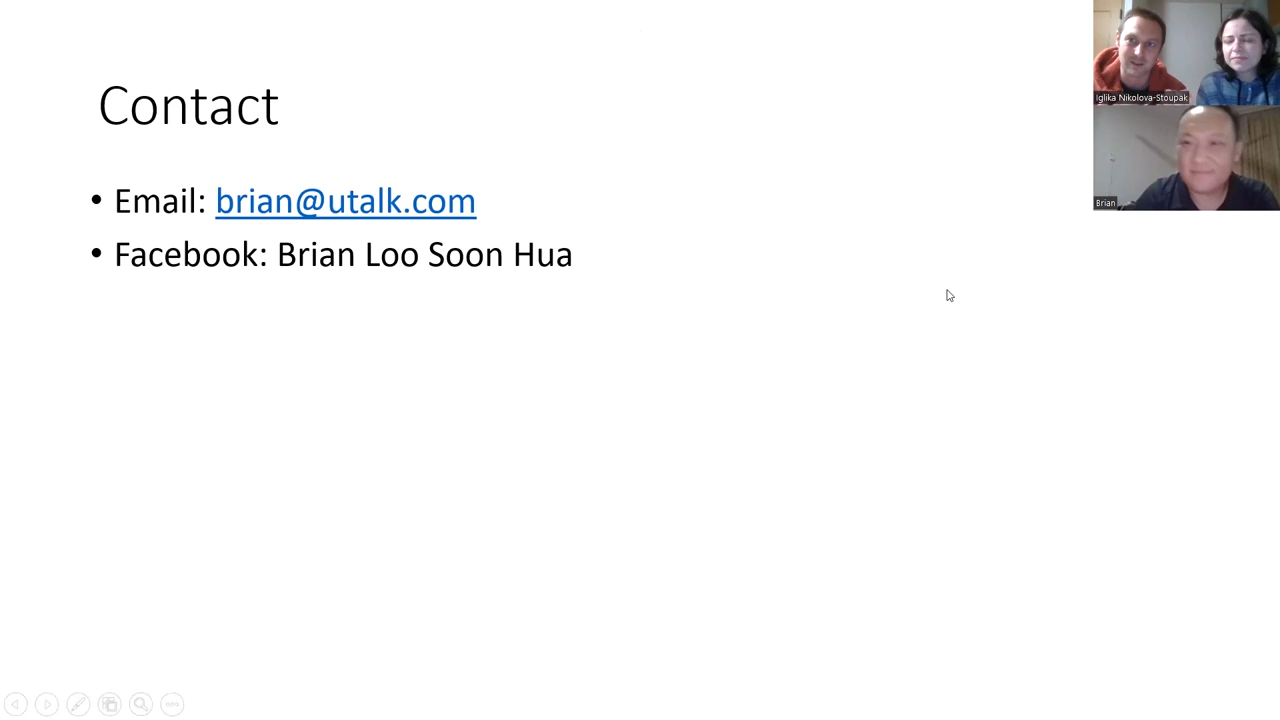 Contact
• Email: brian@utalk.com
• Facebook: Brian Loo Soon Hua
Iglika Nikolova-Stoupak
Brian